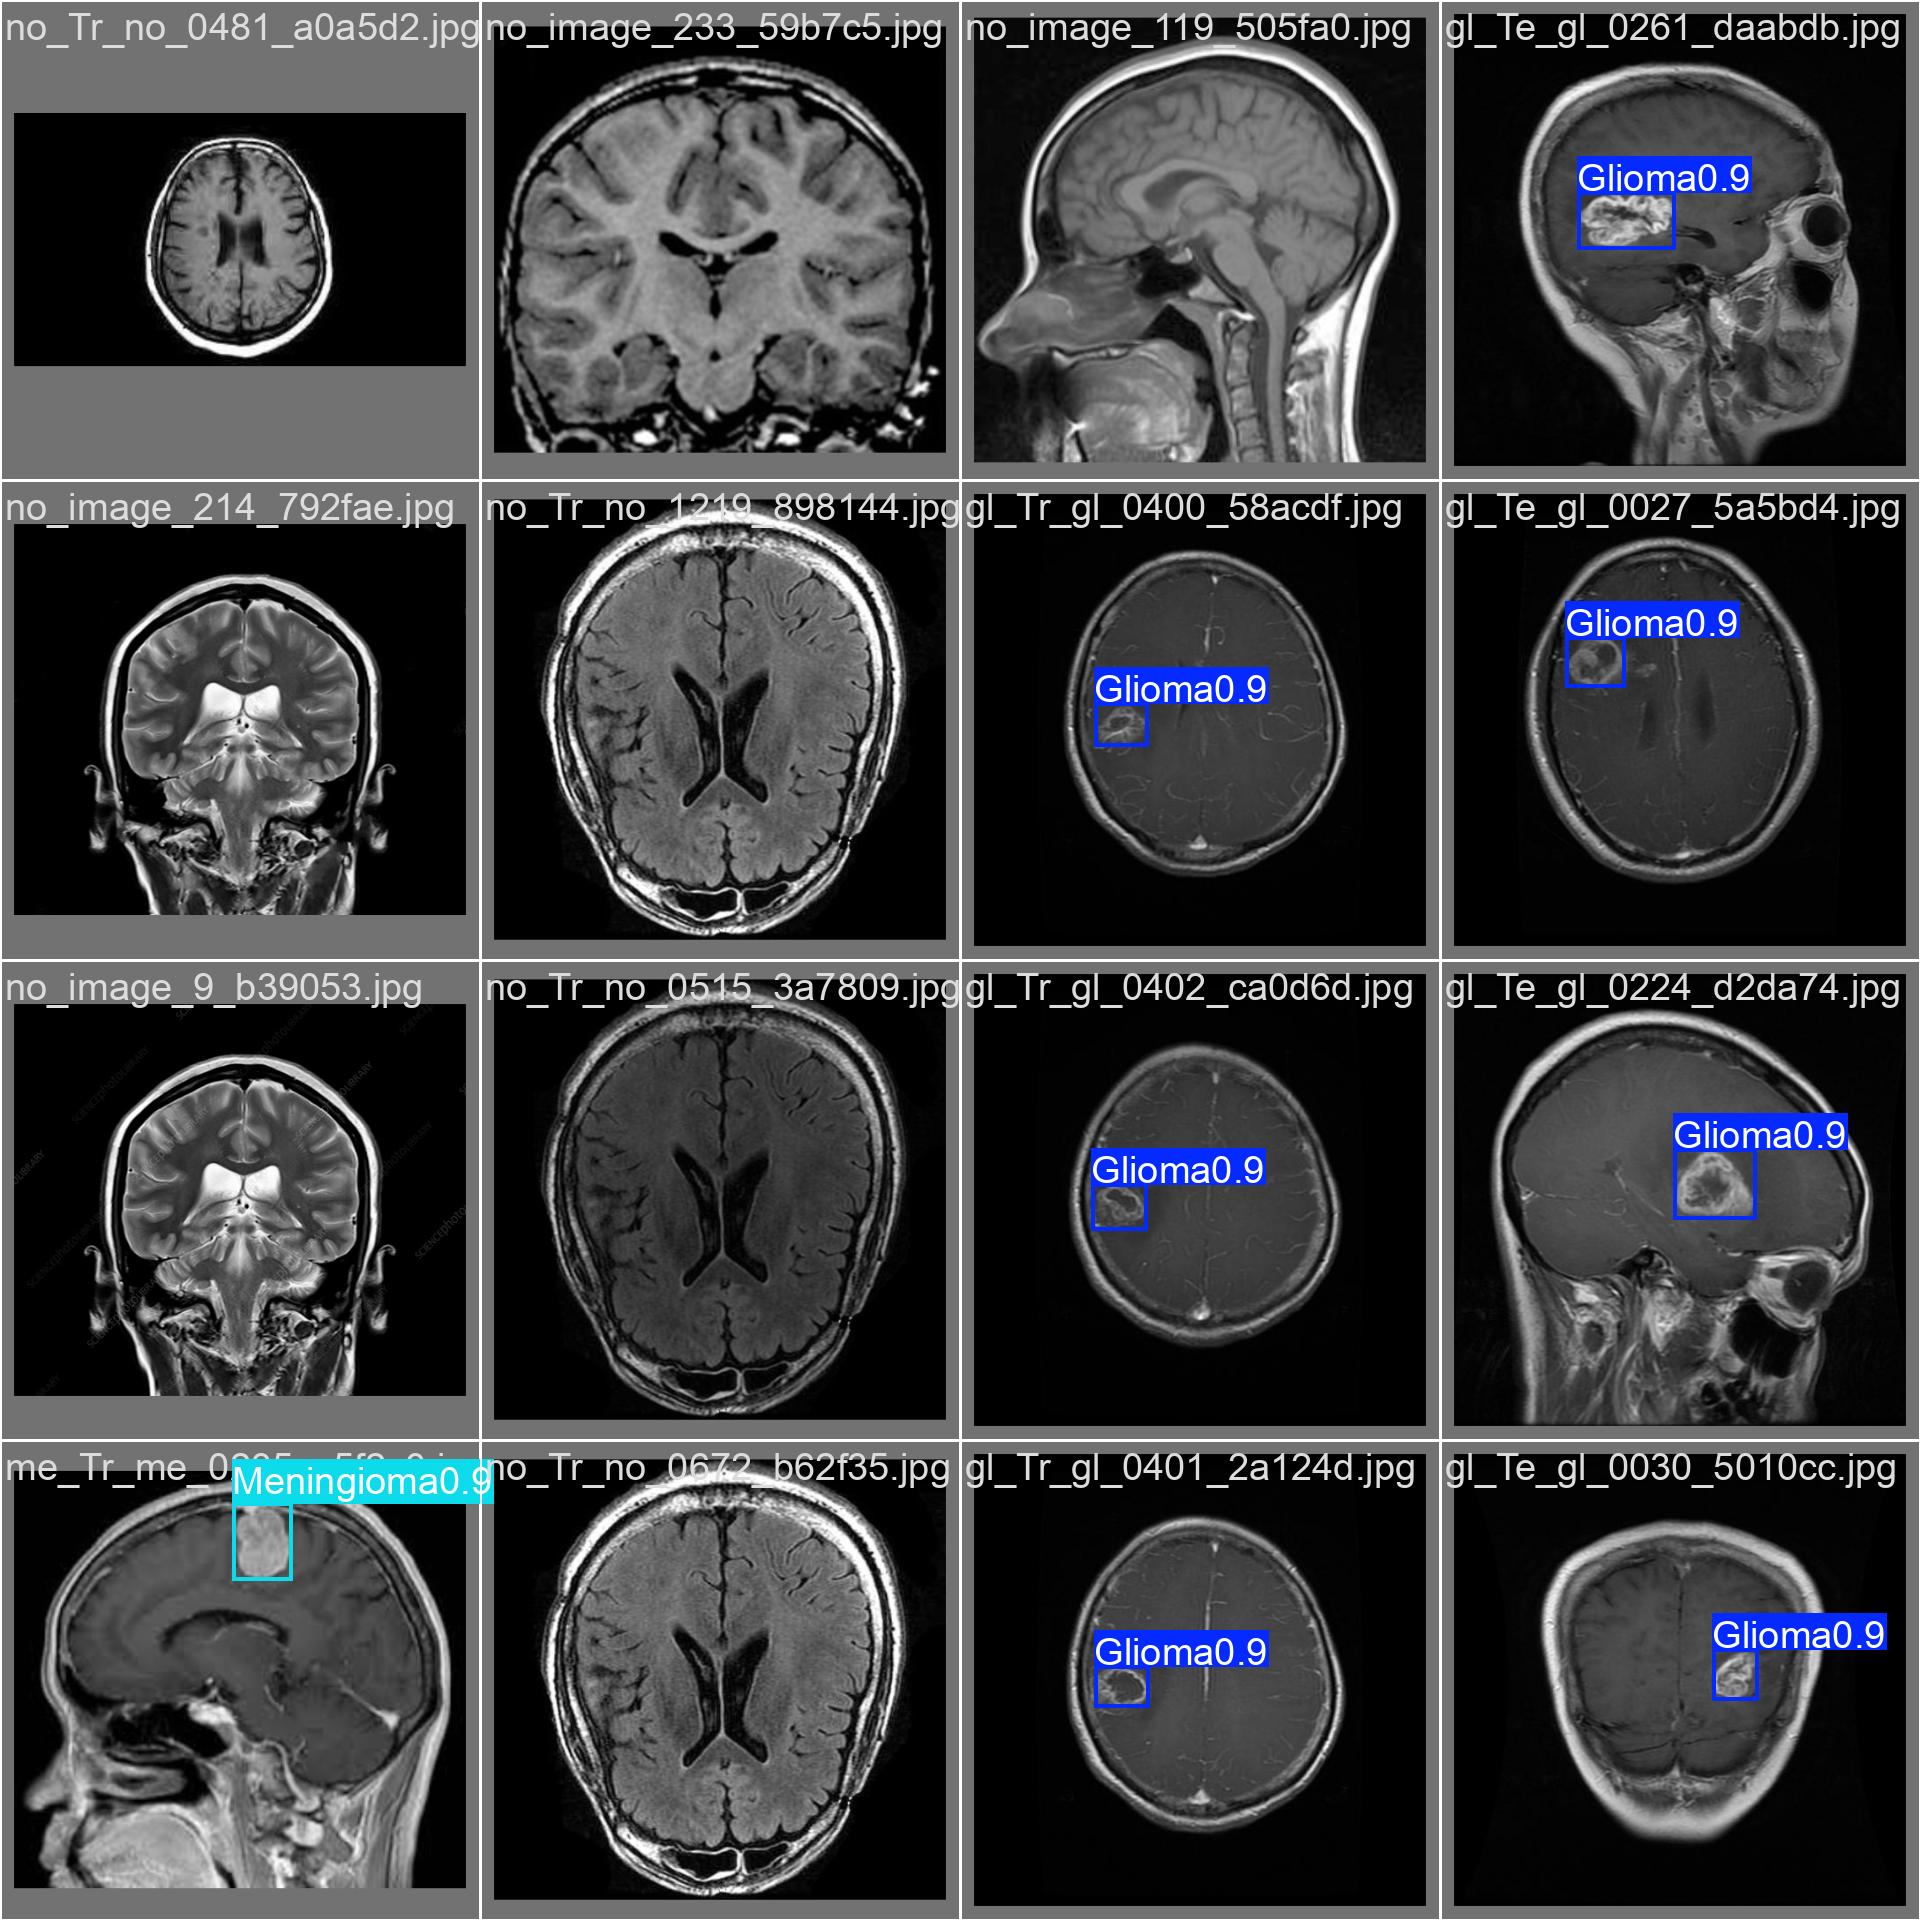 no_Tr_no_0481_a0a5d2.jpg
no_image_233_59b7c5.jpg
no_image_119_505fa0.jpg
gl_Te_gl_0261_daabdb.jpg
Glioma0.9
no_image_214_792fae.jpg
no_Tr_no_1219_898144.jpg
gl_Tr_gl_0400_58acdf.jpg
gl_Te_gl_0027_5a5bd4.jpg
Glioma0.9
Glioma0.9
no_image_9_b39053.jpg
no_Tr_no_0515_3a7809.jpg
gl_Tr_gl_0402_ca0d6d.jpg
gl_Te_gl_0224_d2da74.jpg
Glioma0.9
Glioma0.9
me_Tr_me_
Meningioma0.9
no_Tr_no_0672_b62f35.jpg
gl_Tr_gl_0401_2a124d.jpg
gl_Te_gl_0030_5010cc.jpg
Glioma0.9
Glioma0.9